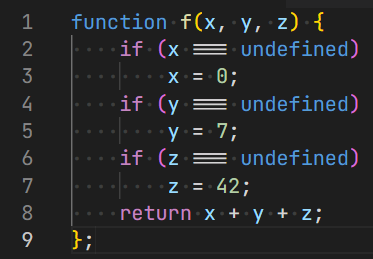 1 function f(x, y, z) {
2     if (x === undefined)
3         x = 0;
4     if (y === undefined)
5         y = 7;
6     if (z === undefined)
7         z = 42;
8     return x + y + z;
9 };